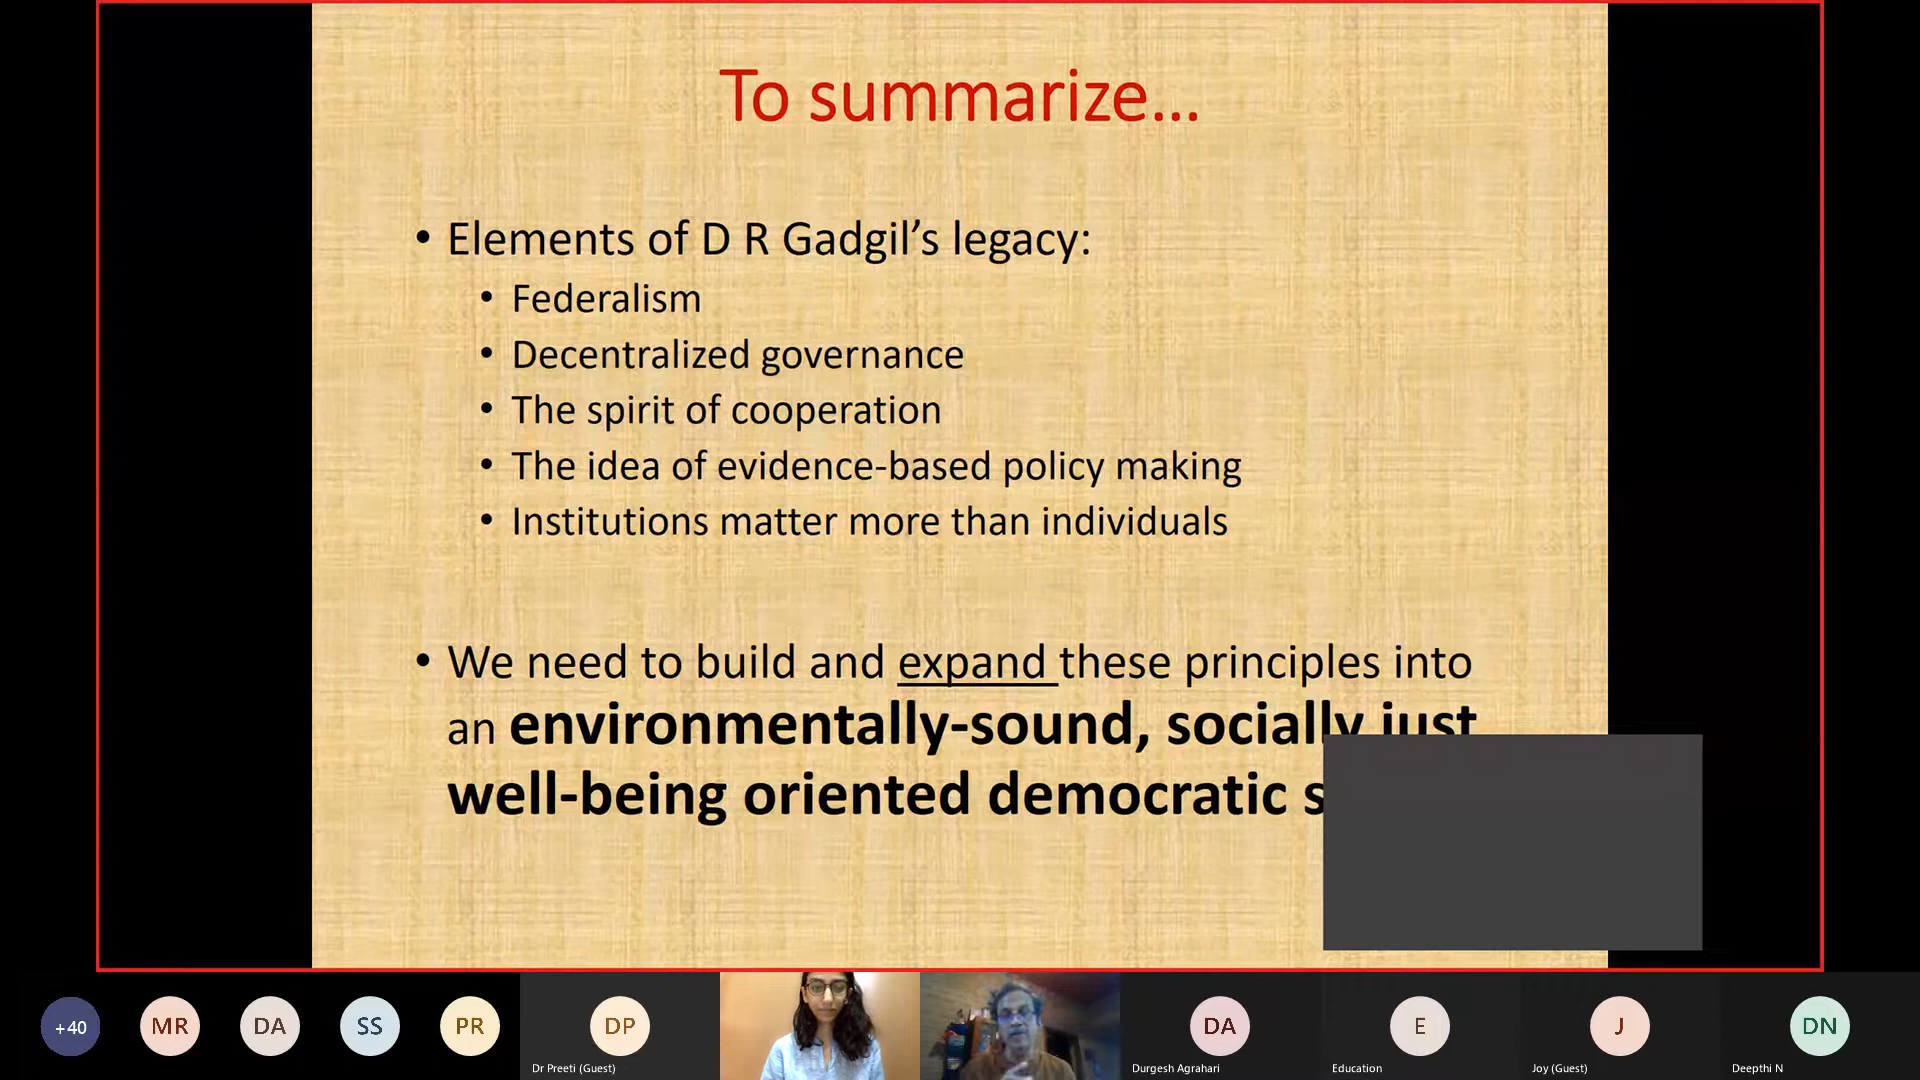 To summarize...
• Elements of D R Gadgil’s legacy:
• Federalism
• Decentralized governance
• The spirit of cooperation
• The idea of evidence-based policy making
• Institutions matter more than individuals
• We need to build and expand these principles into
an environmentally-sound, socially just
well-being oriented democratic
+40
MR
DA
SS
PR
DP
DA
E
J
DN
Dr Preeti (Guest)
Durgesh Agrahari
Education
Joy (Guest)
Deepthi N